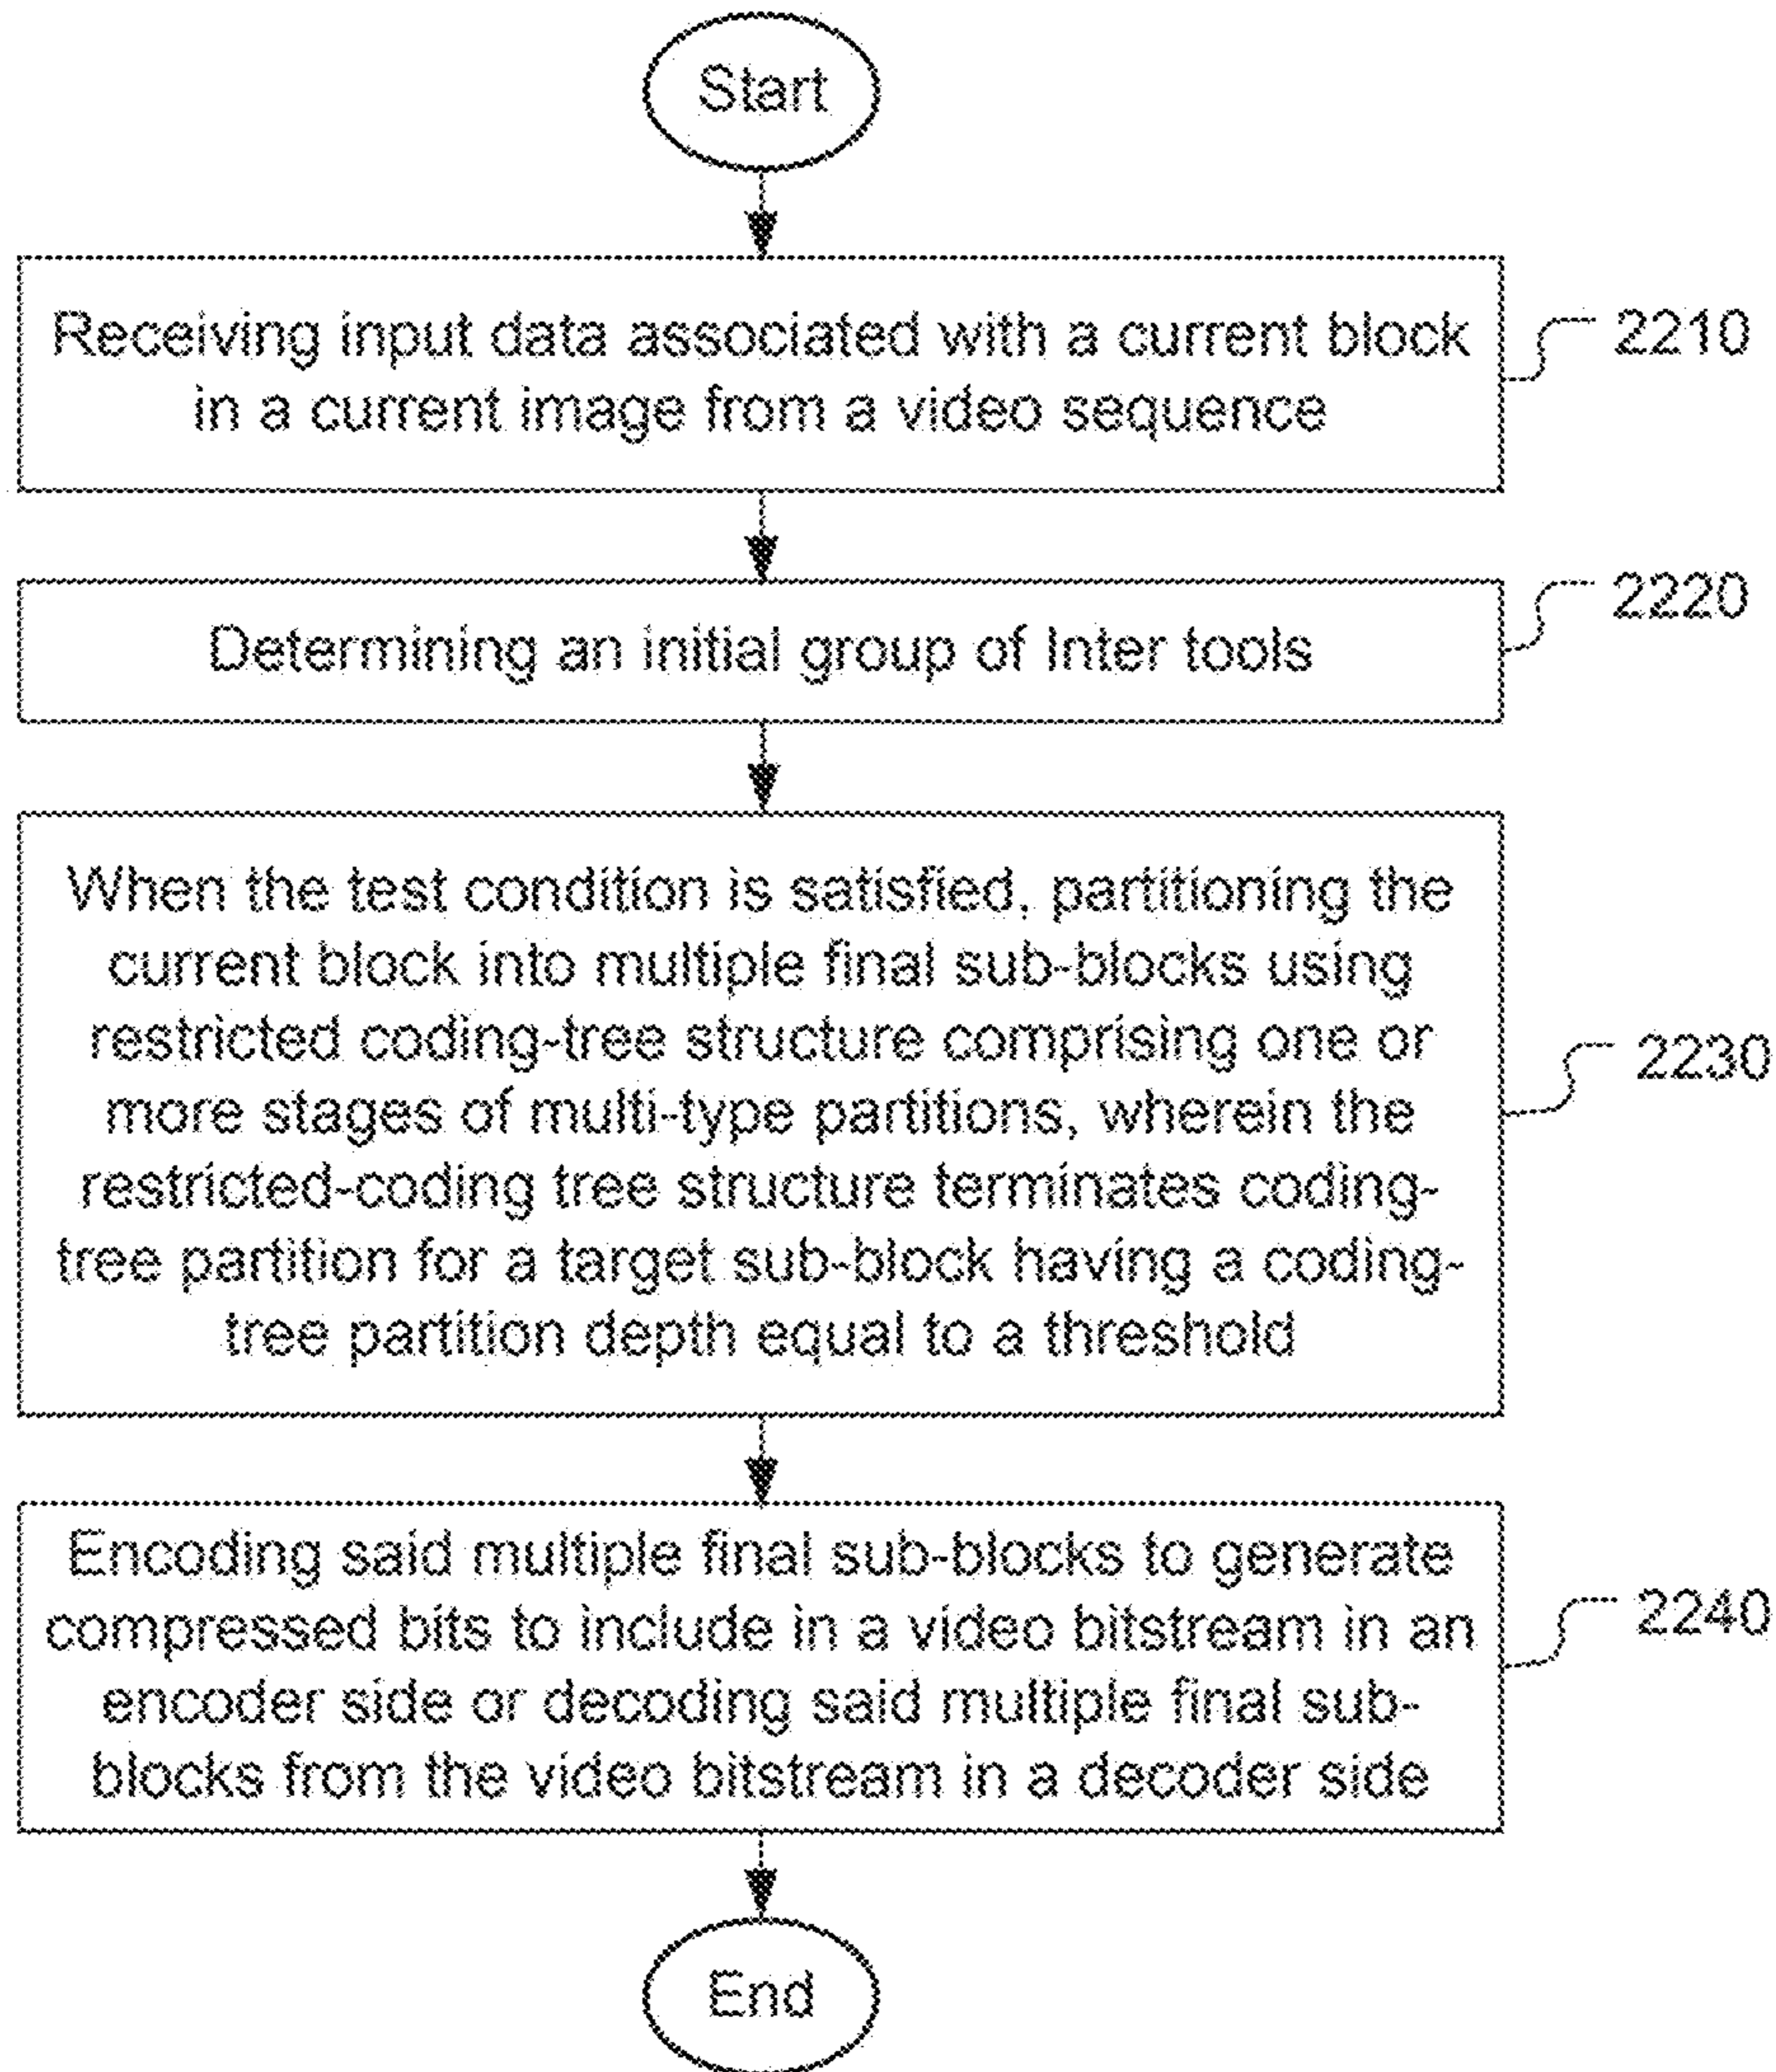 Start
Receiving input data associated with a current block
in a current image from a video sequence
2210
Determining an initial group of Inter tools
2220
When the test condition is satisfied, partitioning the
current block into multiple final sub-blocks using
restricted coding-tree structure comprising one or
more stages of multi-type partitions, wherein the
restricted-coding tree structure terminates coding-
tree partition for a target sub-block having a coding-
tree partition depth equal to a threshold
2230
Encoding said multiple final sub-blocks to generate
compressed bits to include in a video bitstream in an
encoder side or decoding said multiple final sub-
blocks from the video bitstream in a decoder side
2240
End